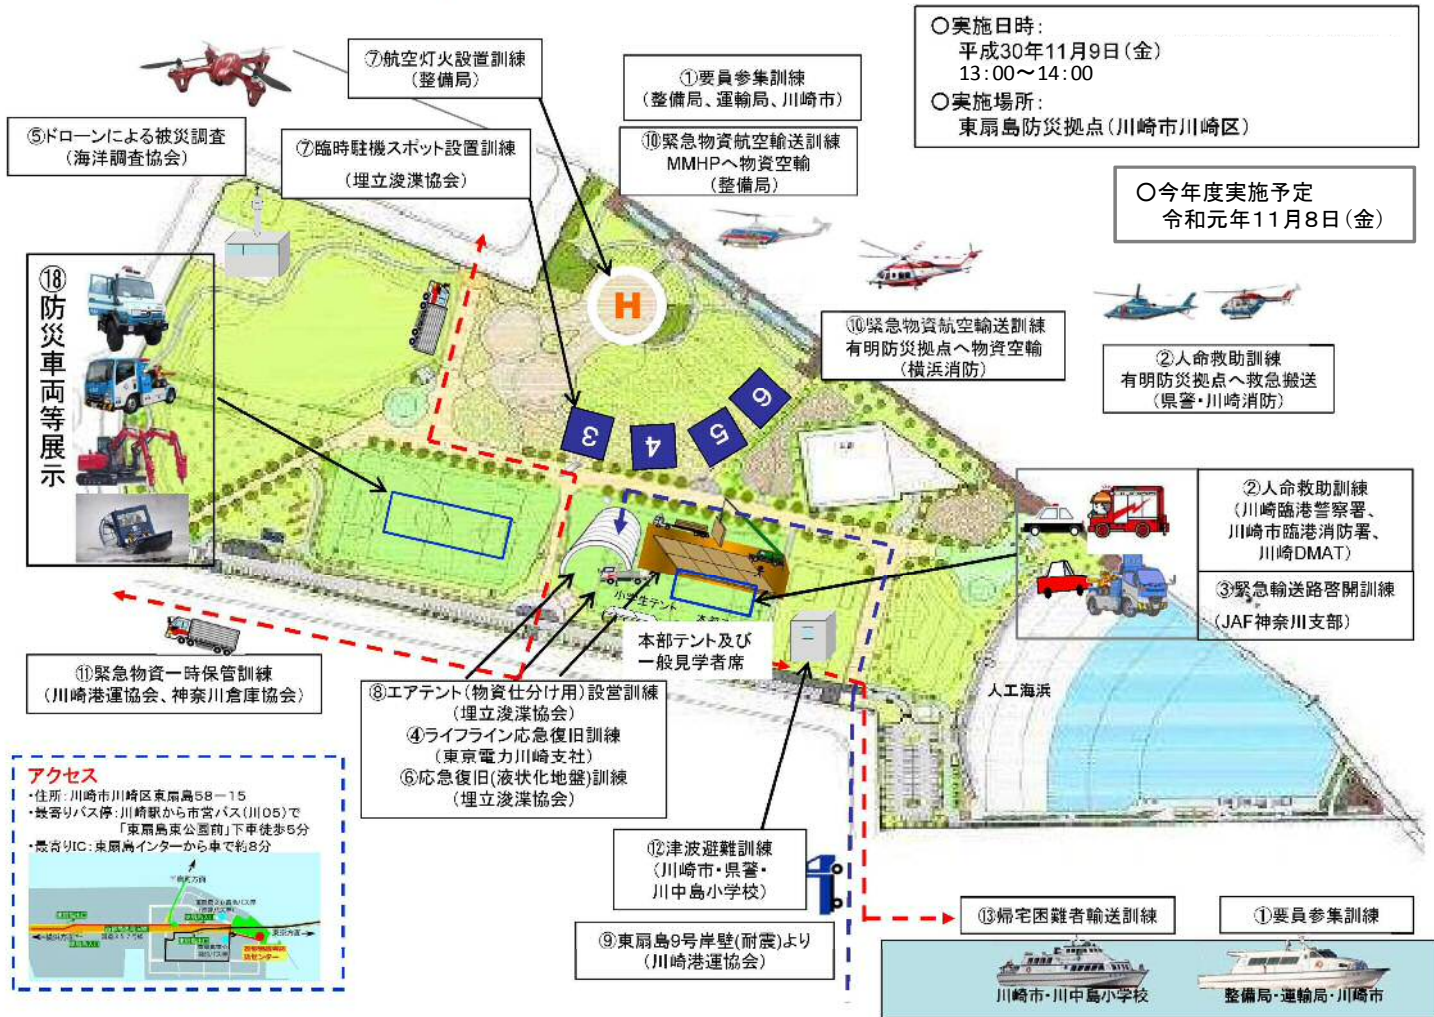 ○実施日時:
平成30年11月9日(金)
13:00～14:00
○実施場所:
東扇島防災拠点(川崎市川崎区)
○今年度実施予定
令和元年11月8日(金)
⑦航空灯火設置訓練
(整備局)
①要員参集訓練
(整備局、運輸局、川崎市)
⑤ドローンによる被災調査
(海洋調査協会)
⑦臨時駐機スポット設置訓練
(埋立浚渫協会)
⑩緊急物資航空輸送訓練
MMHPへ物資空輸
(整備局)
⑱防災車両等展示
H
⑩緊急物資航空輸送訓練
有明防災拠点へ物資空輸
(横浜消防)
②人命救助訓練
有明防災拠点へ救急搬送
(県警・川崎消防)
3
4
5
6
②人命救助訓練
(川崎臨港警察署、
川崎市臨港消防署、
川崎DMAT)
③緊急輸送路啓開訓練
(JAF神奈川支部)
小学生テント
本部テント及び
一般見学者席
人工海浜
⑪緊急物資一時保管訓練
(川崎港運協会、神奈川倉庫協会)
⑧エアテント(物資仕分け用)設営訓練
(埋立浚渫協会)
④ライフライン応急復旧訓練
(東京電力川崎支社)
⑥応急復旧(液状化地盤)訓練
(埋立浚渫協会)
アクセス
・住所:川崎市川崎区東扇島58－15
・最寄りバス停:川崎駅から市営バス(川05)で
「東扇島東公園前」下車徒歩5分
・最寄りIC:東扇島インターから車で約8分
⑫津波避難訓練
(川崎市・県警・
川中島小学校)
⑨東扇島9号岸壁(耐震)より
(川崎港運協会)
⑬帰宅困難者輸送訓練
川崎市・川中島小学校
①要員参集訓練
整備局・運輸局・川崎市